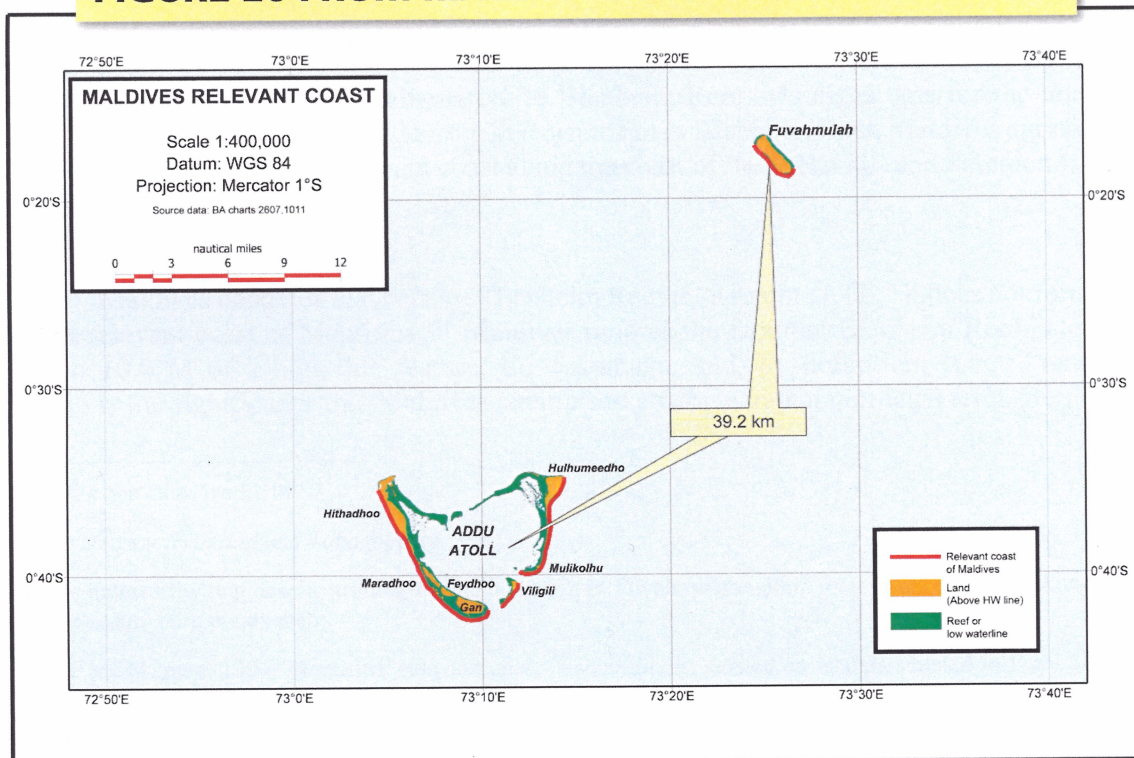 72°50'E 73°0'E 73°10'E 73°20'E 73°30'E 73°40'E
MALDIVES RELEVANT COAST
Scale 1:400,000
Datum: WGS 84
Projection: Mercator 1°S
Source data: BA charts 2607.1011
nautical miles
0 3 6 9 12
Fuvahmulah
0°20'S 0°20'S
0°30'S 0°30'S
39.2 km
Hulhumeedho
Hithadhoo
ADDU
ATOLL
Mulikolhu
Maradhoo Feydhoo
Viligili
Gan
0°40'S 0°40'S
Relevant coast
of Maldives
Land
(Above HW line)
Reef or
low waterline
72°50'E 73°0'E 73°10'E 73°20'E 73°30'E 73°40'E